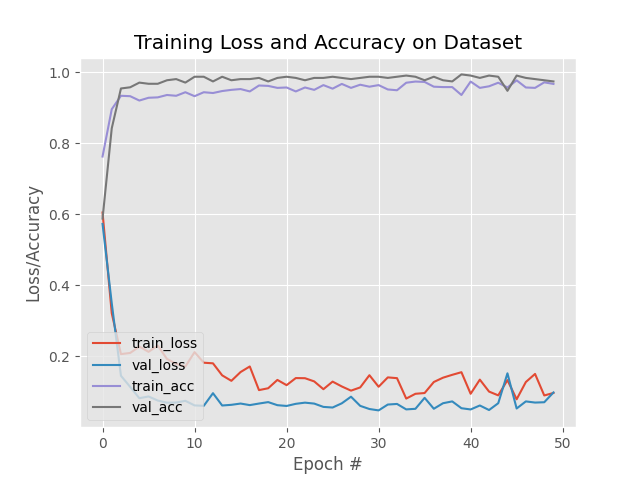 Training Loss and Accuracy on Dataset
1.0
0.8
0.6
0.4
0.2
Loss/Accuracy
train_loss
val_loss
train_acc
val_acc
0
10
20
30
40
50
Epoch #